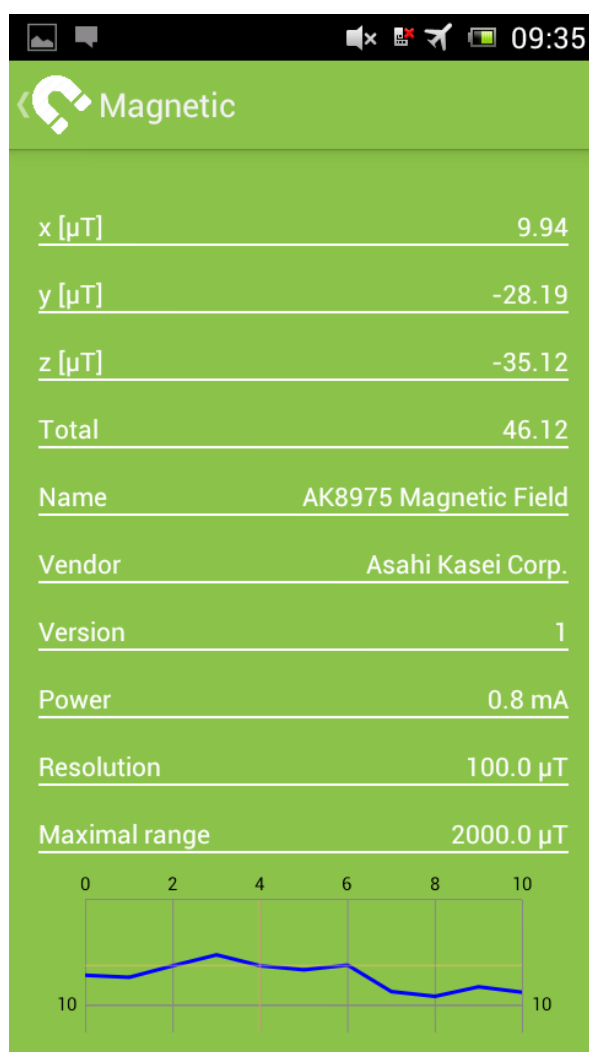 09:35
Magnetic
x [µT] 9.94
y [µT] -28.19
z [µT] -35.12
Total 46.12
Name AK8975 Magnetic Field
Vendor Asahi Kasei Corp.
Version 1
Power 0.8 mA
Resolution 100.0 µT
Maximal range 2000.0 µT
0 2 4 6 8 10
10 10